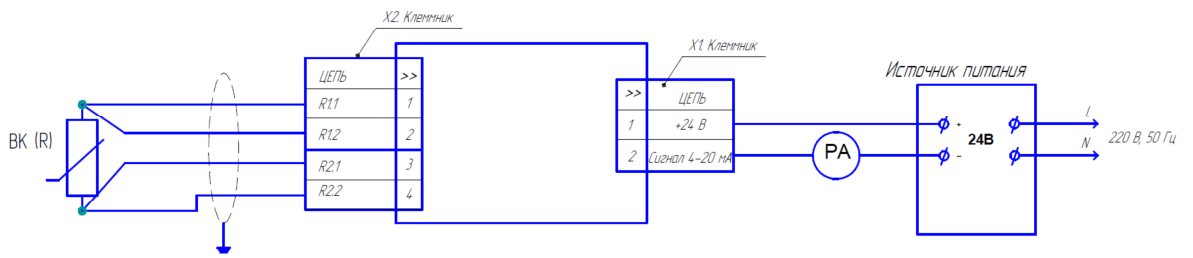 X2. Клеммник
X1. Клеммник
Источник питания
ЦЕПЬ >>
R1.1 1
R1.2 2
R2.1 3
R2.2 4
ВК (R)
>> ЦЕПЬ
1 +24 В
2 Сигнал 4-20 мА
PA
+
24В
−
L
N
220 В, 50 Гц